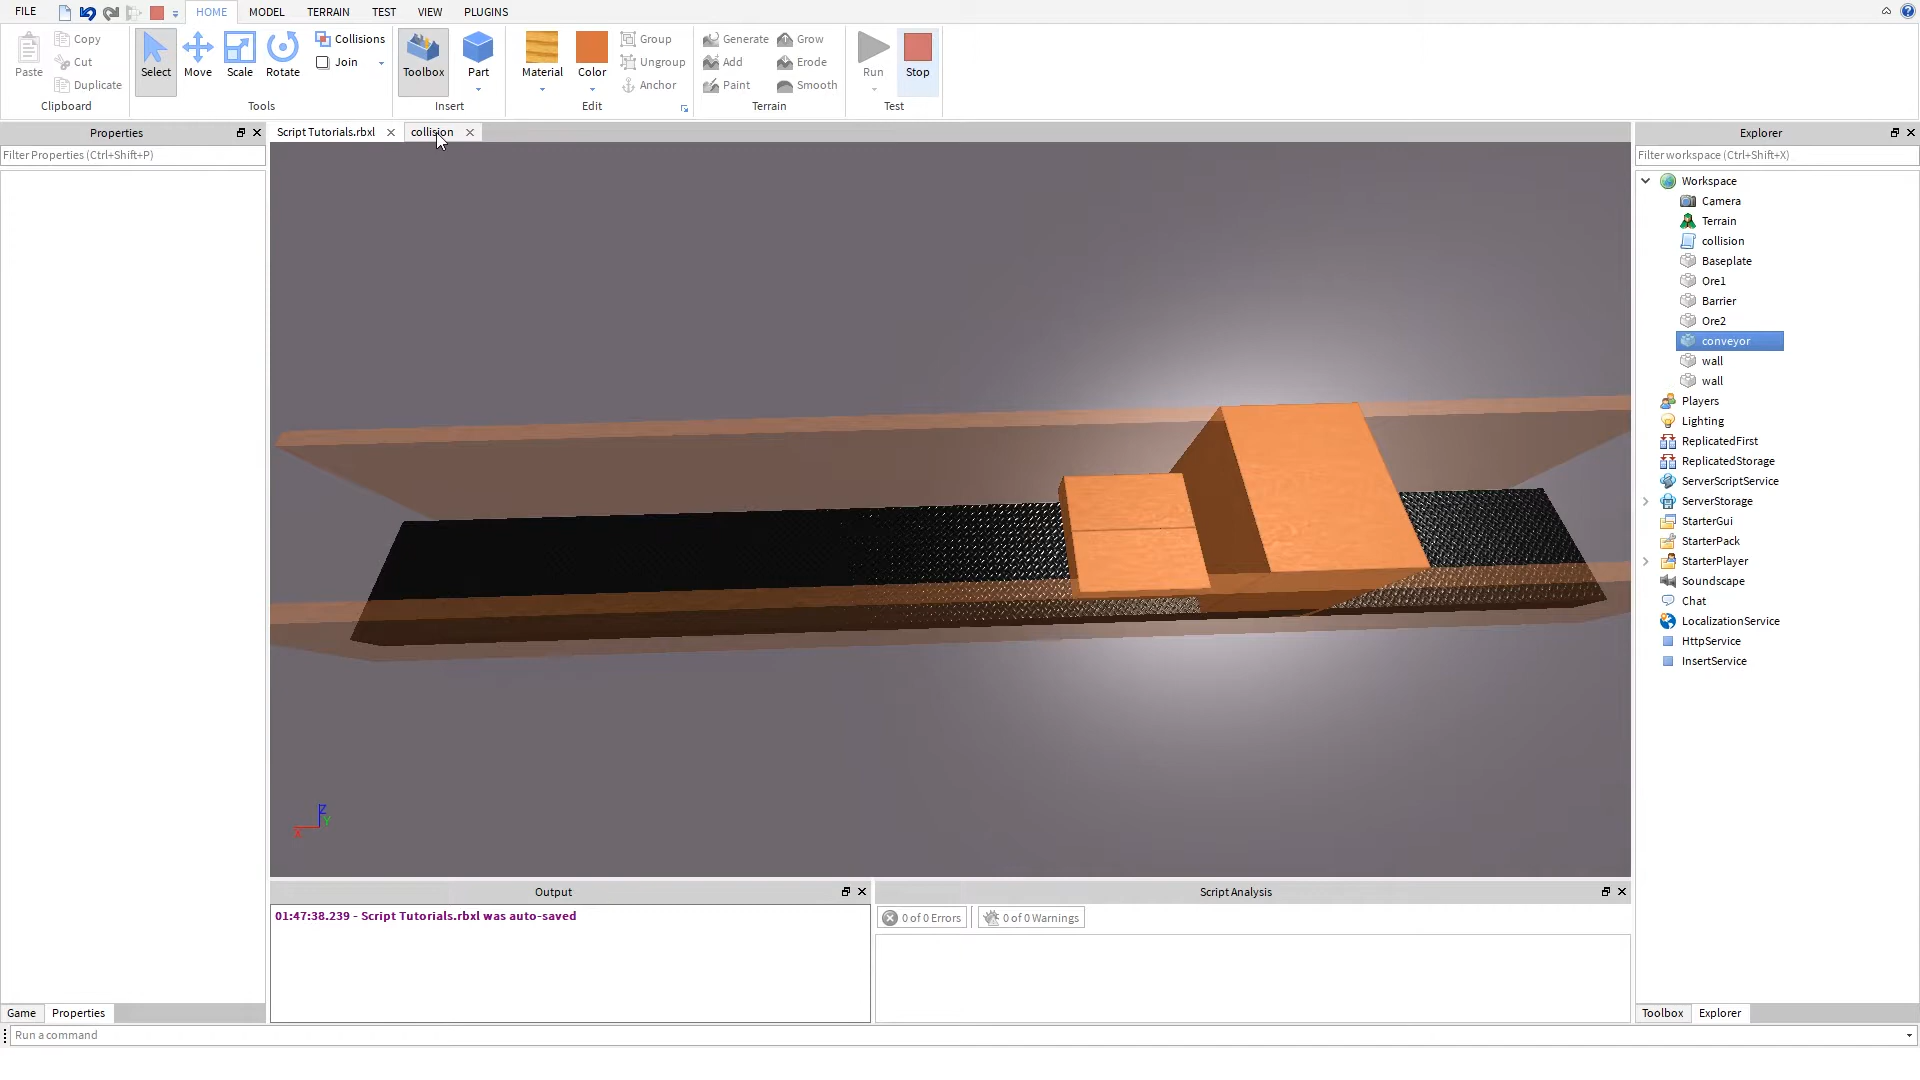 FILE HOME MODEL TERRAIN TEST VIEW PLUGINS
Paste Copy Cut Duplicate
Clipboard
Select Move Scale Rotate Collisions Join
Tools
Toolbox Part
Insert
Material Color Group Ungroup Anchor
Edit
Generate Grow
Add Erode
Paint Smooth
Terrain
Run Stop
Test
Properties
Filter Properties (Ctrl+Shift+P)
Script Tutorials.rbxl collision
Explorer
Filter workspace (Ctrl+Shift+X)
Workspace
Camera
Terrain
collision
Baseplate
Ore1
Barrier
Ore2
conveyor
wall
wall
Players
Lighting
ReplicatedFirst
ReplicatedStorage
ServerScriptService
ServerStorage
StarterGui
StarterPack
StarterPlayer
Soundscape
Chat
LocalizationService
HttpService
InsertService
Z
Y
X
Output
01:47:38.239 - Script Tutorials.rbxl was auto-saved
Script Analysis
0 of 0 Errors 0 of 0 Warnings
Game Properties
Toolbox Explorer
Run a command